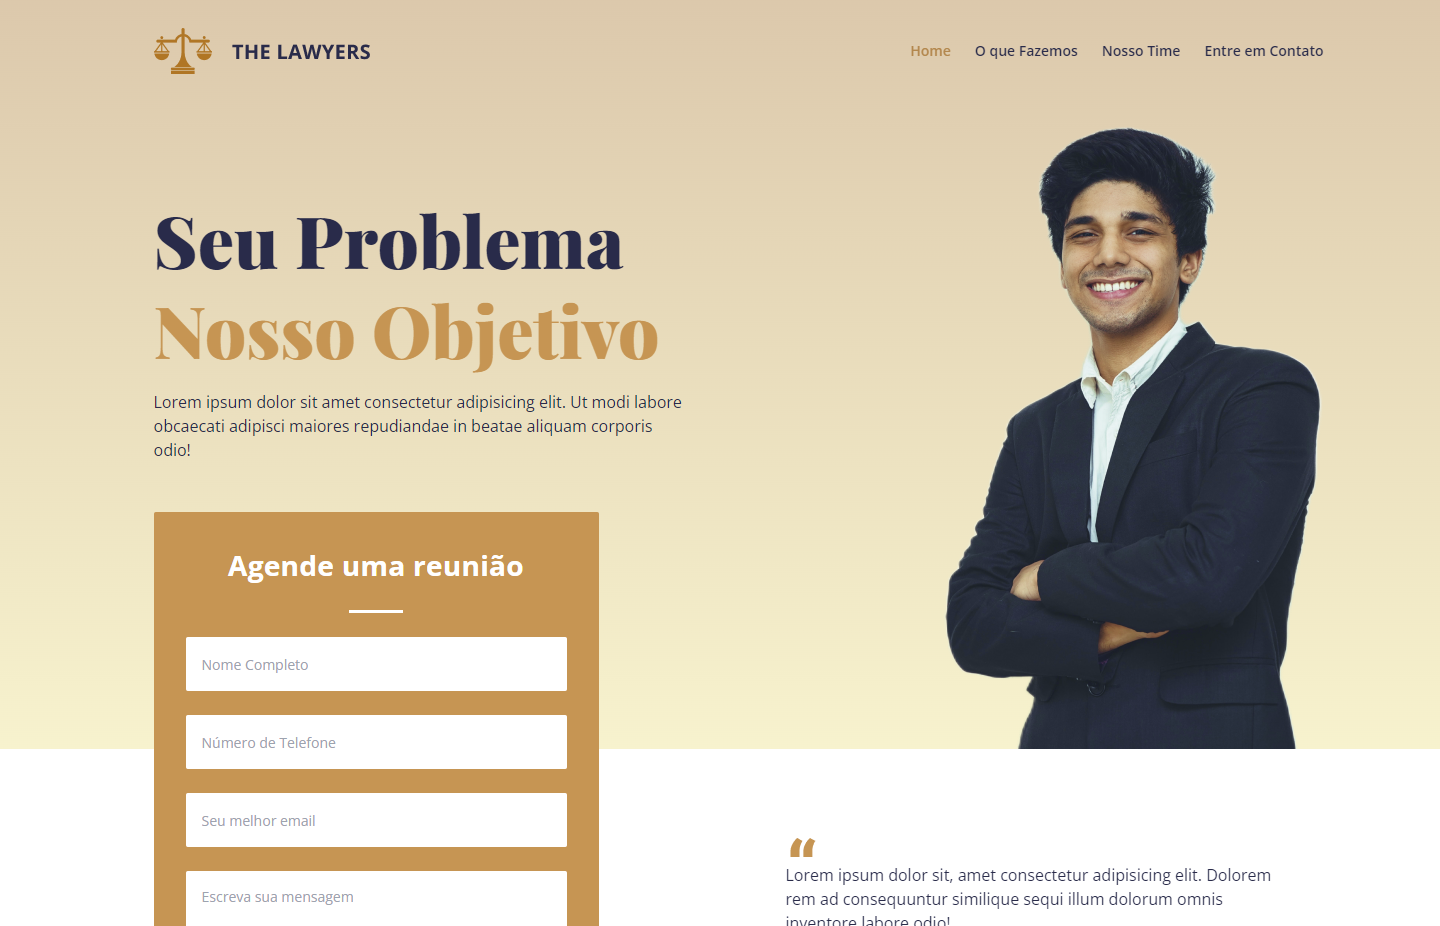 THE LAWYERS
Home O que Fazemos Nosso Time Entre em Contato
Seu Problema
Nosso Objetivo
Lorem ipsum dolor sit amet consectetur adipisicing elit. Ut modi labore
obcaecati adipisci maiores repudiandae in beatae aliquam corporis
odio!
Agende uma reunião
Nome Completo
Número de Telefone
Seu melhor email
Escreva sua mensagem
“
Lorem ipsum dolor sit, amet consectetur adipisicing elit. Dolorem
rem ad consequuntur similique sequi illum dolorum omnis
inventore labore odio!